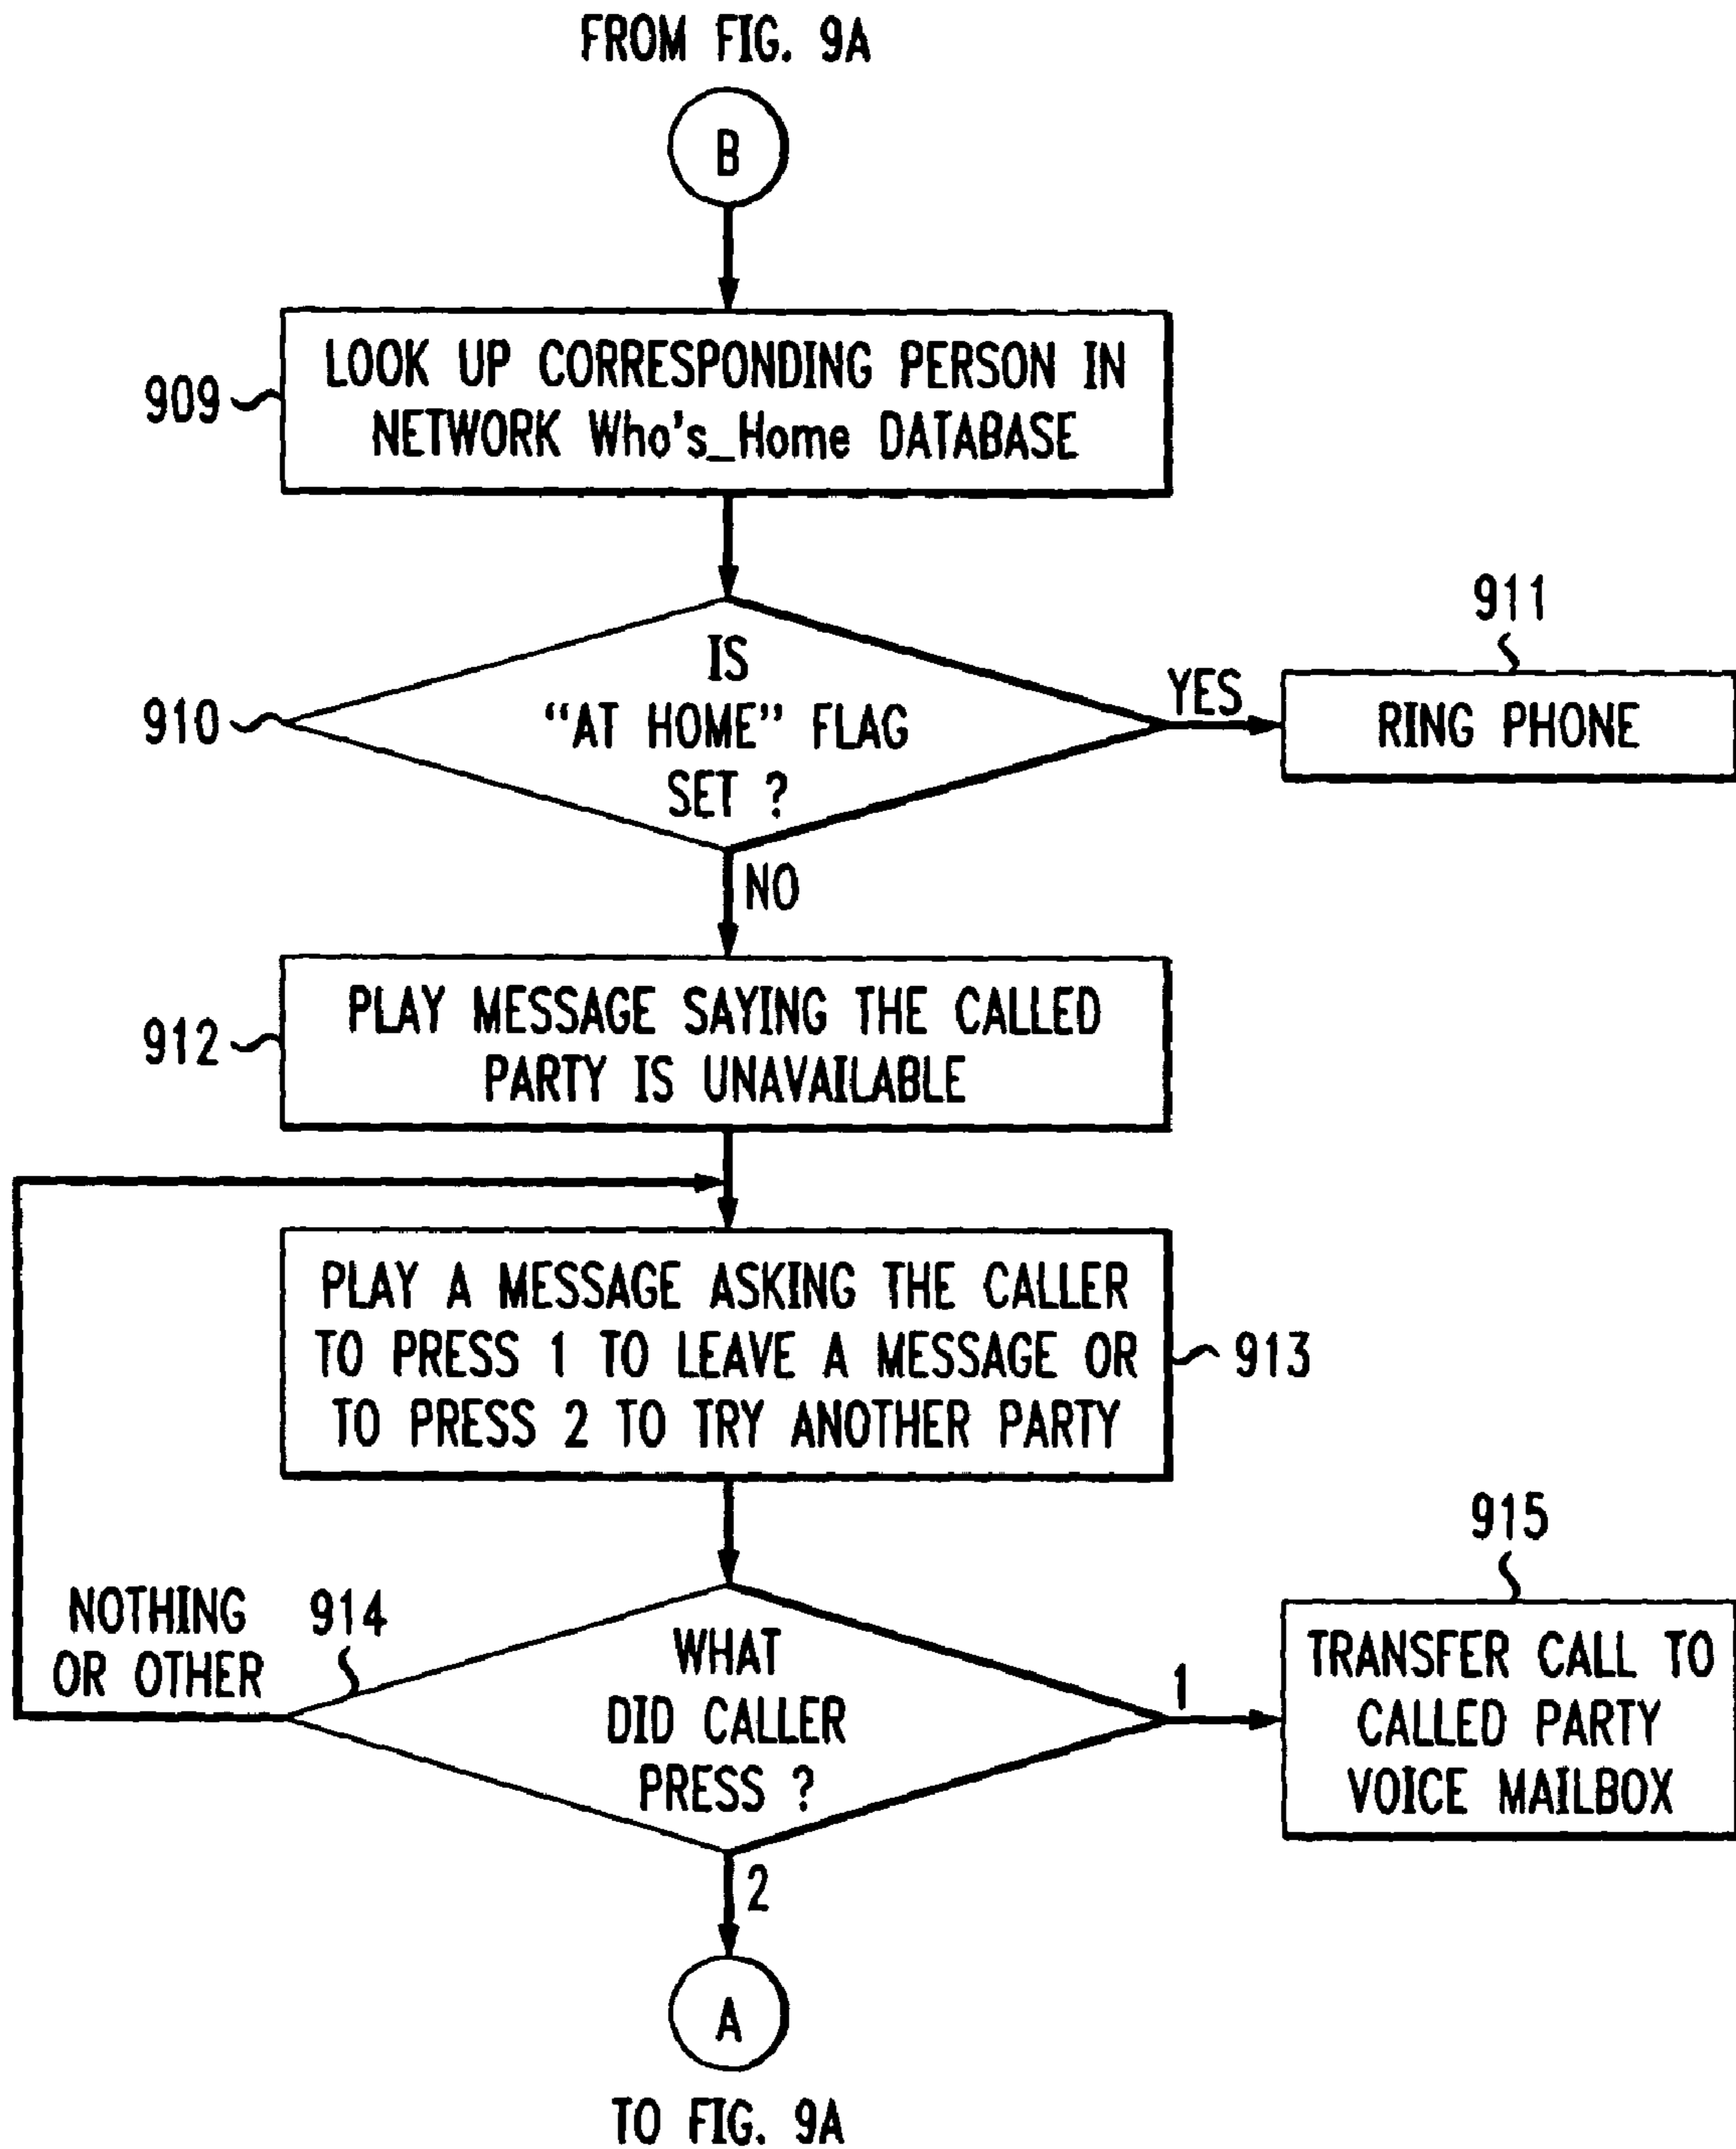 FROM FIG. 9A
B
909
LOOK UP CORRESPONDING PERSON IN
NETWORK Who's_Home DATABASE
910
IS
“AT HOME” FLAG
SET ?
YES
911
RING PHONE
NO
912
PLAY MESSAGE SAYING THE CALLED
PARTY IS UNAVAILABLE
PLAY A MESSAGE ASKING THE CALLER
TO PRESS 1 TO LEAVE A MESSAGE OR
TO PRESS 2 TO TRY ANOTHER PARTY
913
NOTHING
OR OTHER
914
WHAT
DID CALLER
PRESS ?
1
915
TRANSFER CALL TO
CALLED PARTY
VOICE MAILBOX
2
A
TO FIG. 9A